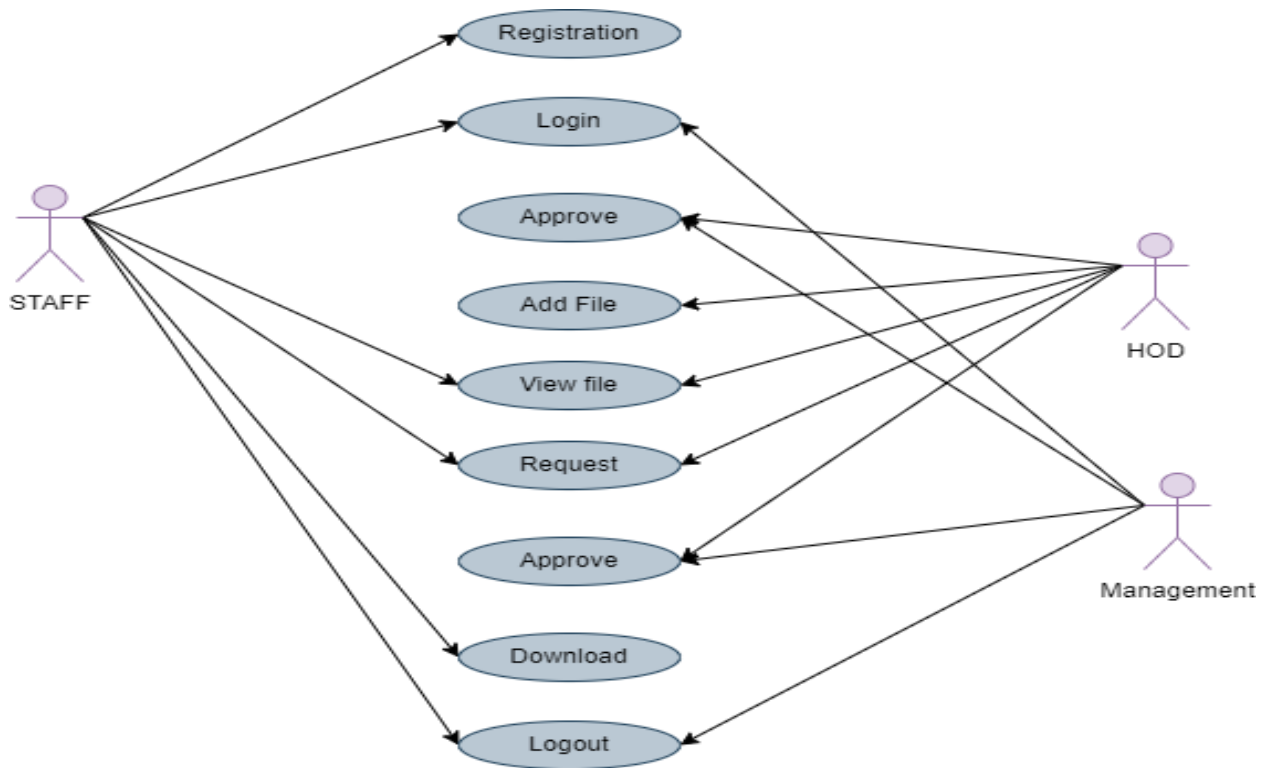 Registration
Login
Approve
STAFF
Add File
HOD
View file
Request
Approve
Management
Download
Logout